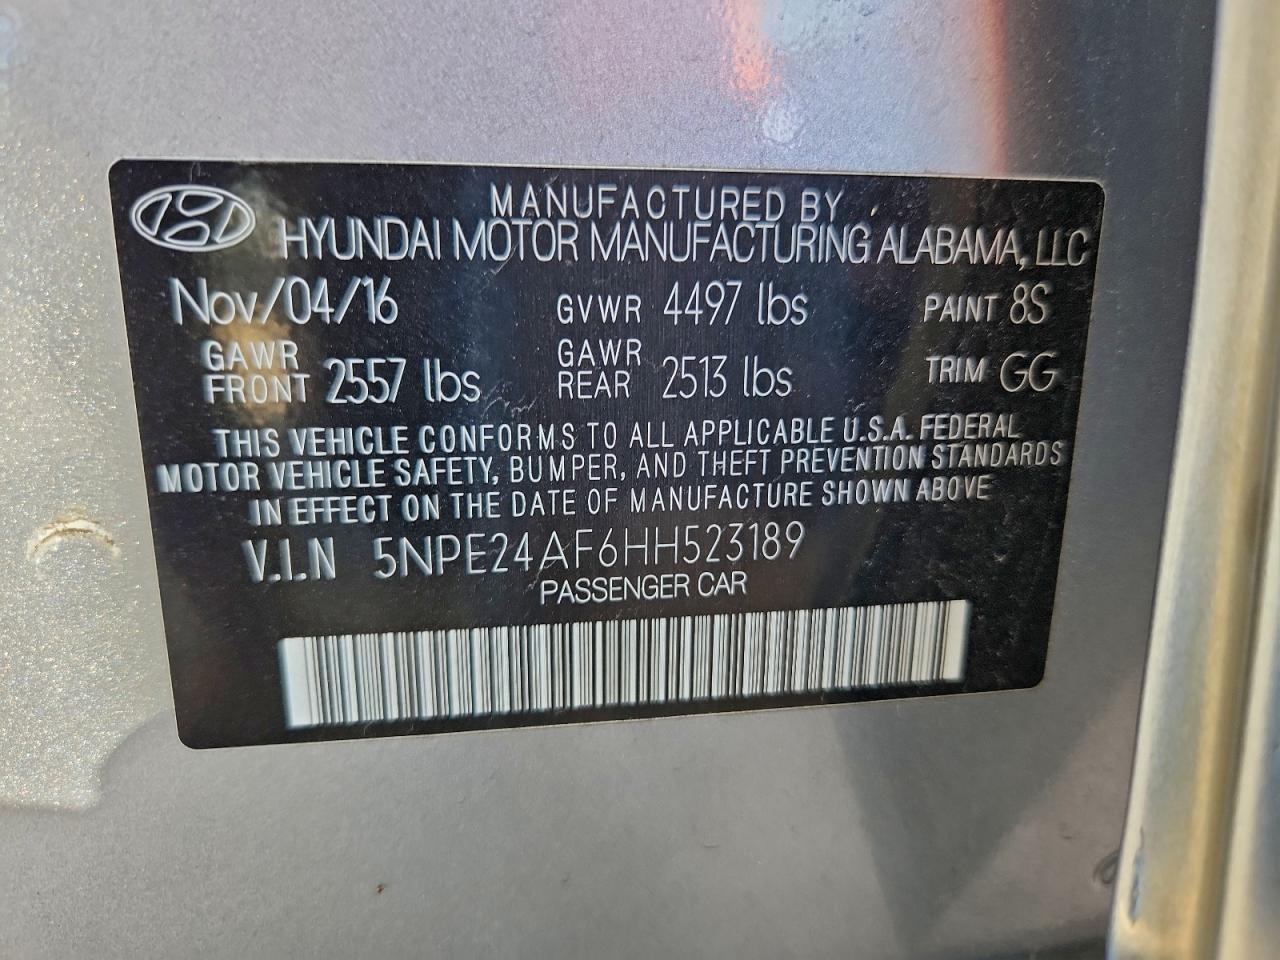 MANUFACTURED BY
HYUNDAI MOTOR MANUFACTURING ALABAMA, LLC
Nov/04/16 GVWR 4497 lbs PAINT 8S
GAWR FRONT 2557 lbs GAWR REAR 2513 lbs TRIM GG
THIS VEHICLE CONFORMS TO ALL APPLICABLE U.S.A. FEDERAL
MOTOR VEHICLE SAFETY, BUMPER, AND THEFT PREVENTION STANDARDS
IN EFFECT ON THE DATE OF MANUFACTURE SHOWN ABOVE
V.I.N 5NPE24AF6HH523189
PASSENGER CAR